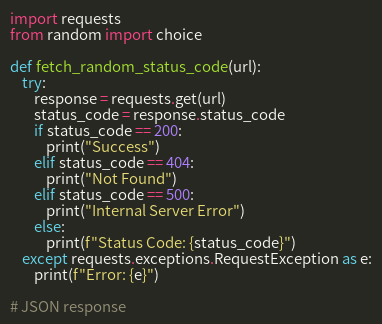 import requests
from random import choice

def fetch_random_status_code(url):
    try:
        response = requests.get(url)
        status_code = response.status_code
        if status_code == 200:
            print("Success")
        elif status_code == 404:
            print("Not Found")
        elif status_code == 500:
            print("Internal Server Error")
        else:
            print(f"Status Code: {status_code}")
    except requests.exceptions.RequestException as e:
        print(f"Error: {e}")

# JSON response